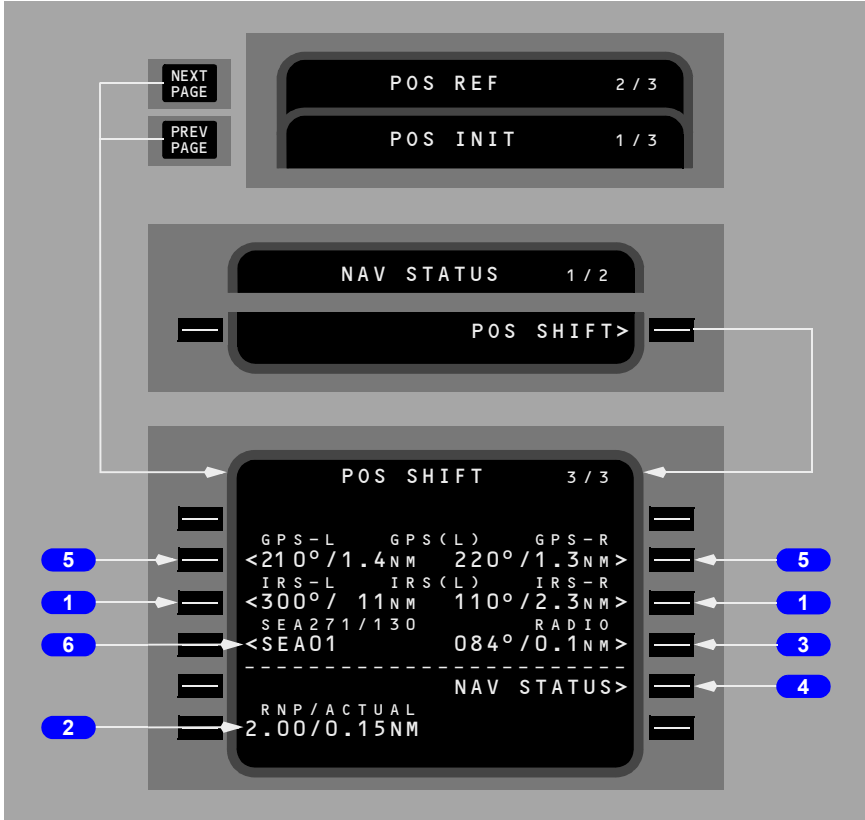 NEXT
PAGE
POS REF 2/3
PREV
PAGE
POS INIT 1/3
NAV STATUS 1/2
POS SHIFT>
POS SHIFT 3/3
GPS-L GPS(L) GPS-R
5 <210°/1.4NM 220°/1.3NM> 5
IRS-L IRS(L) IRS-R
1 <300°/ 11NM 110°/2.3NM> 1
SEA271/130 RADIO
6 <SEA01 084°/0.1NM> 3
------------------------
NAV STATUS> 4
RNP/ACTUAL
2 2.00/0.15NM